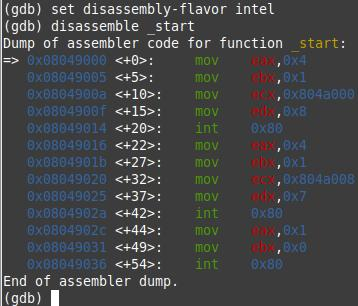 (gdb) set disassembly-flavor intel
(gdb) disassemble _start
Dump of assembler code for function _start:
=> 0x08049000 <+0>:     mov    eax,0x4
   0x08049005 <+5>:     mov    ebx,0x1
   0x0804900a <+10>:    mov    ecx,0x804a000
   0x0804900f <+15>:    mov    edx,0x8
   0x08049014 <+20>:    int    0x80
   0x08049016 <+22>:    mov    eax,0x4
   0x0804901b <+27>:    mov    ebx,0x1
   0x08049020 <+32>:    mov    ecx,0x804a008
   0x08049025 <+37>:    mov    edx,0x7
   0x0804902a <+42>:    int    0x80
   0x0804902c <+44>:    mov    eax,0x1
   0x08049031 <+49>:    mov    ebx,0x0
   0x08049036 <+54>:    int    0x80
End of assembler dump.
(gdb)